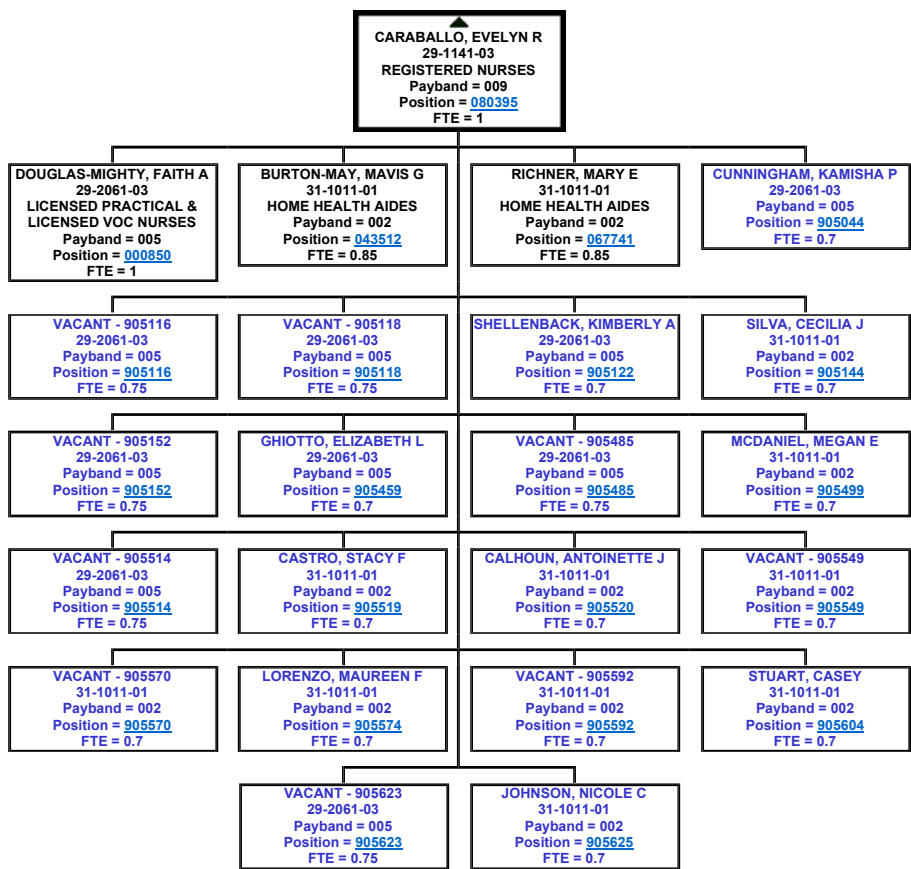 CARABALLO, EVELYN R
29-1141-03
REGISTERED NURSES
Payband = 009
Position = 080395
FTE = 1
DOUGLAS-MIGHTY, FAITH A
29-2061-03
LICENSED PRACTICAL &
LICENSED VOC NURSES
Payband = 005
Position = 000850
FTE = 1
BURTON-MAY, MAVIS G
31-1011-01
HOME HEALTH AIDES
Payband = 002
Position = 043512
FTE = 0.85
RICHNER, MARY E
31-1011-01
HOME HEALTH AIDES
Payband = 002
Position = 067741
FTE = 0.85
CUNNINGHAM, KAMISHA P
29-2061-03
Payband = 005
Position = 905044
FTE = 0.7
VACANT - 905116
29-2061-03
Payband = 005
Position = 905116
FTE = 0.75
VACANT - 905118
29-2061-03
Payband = 005
Position = 905118
FTE = 0.75
SHELLENBACK, KIMBERLY A
29-2061-03
Payband = 005
Position = 905122
FTE = 0.7
SILVA, CECILIA J
31-1011-01
Payband = 002
Position = 905144
FTE = 0.7
VACANT - 905152
29-2061-03
Payband = 005
Position = 905152
FTE = 0.75
GHIOTTO, ELIZABETH L
29-2061-03
Payband = 005
Position = 905459
FTE = 0.7
VACANT - 905485
29-2061-03
Payband = 005
Position = 905485
FTE = 0.75
MCDANIEL, MEGAN E
31-1011-01
Payband = 002
Position = 905499
FTE = 0.7
VACANT - 905514
29-2061-03
Payband = 005
Position = 905514
FTE = 0.75
CASTRO, STACY F
31-1011-01
Payband = 002
Position = 905519
FTE = 0.7
CALHOUN, ANTOINETTE J
31-1011-01
Payband = 002
Position = 905520
FTE = 0.7
VACANT - 905549
31-1011-01
Payband = 002
Position = 905549
FTE = 0.7
VACANT - 905570
31-1011-01
Payband = 002
Position = 905570
FTE = 0.7
LORENZO, MAUREEN F
31-1011-01
Payband = 002
Position = 905574
FTE = 0.7
VACANT - 905592
31-1011-01
Payband = 002
Position = 905592
FTE = 0.7
STUART, CASEY
31-1011-01
Payband = 002
Position = 905604
FTE = 0.7
VACANT - 905623
29-2061-03
Payband = 005
Position = 905623
FTE = 0.75
JOHNSON, NICOLE C
31-1011-01
Payband = 002
Position = 905625
FTE = 0.7